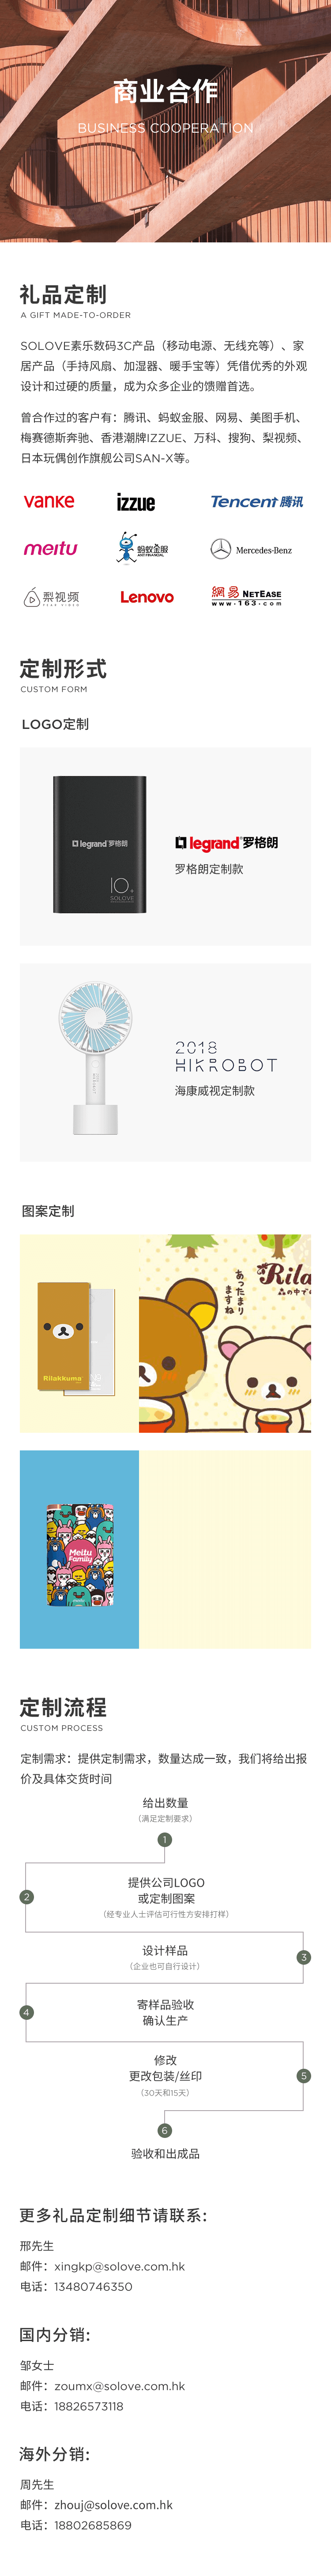 商业合作
BUSINESS COOPERATION
礼品定制
A GIFT MADE-TO-ORDER
SOLOVE素乐数码3C产品（移动电源、无线充等）、家
居产品（手持风扇、加湿器、暖手宝等）凭借优秀的外观
设计和过硬的质量，成为众多企业的馈赠首选。
曾合作过的客户有：腾讯、蚂蚁金服、网易、美图手机、
梅赛德斯奔驰、香港潮牌IZZUE、万科、搜狗、梨视频、
日本玩偶创作旗舰公司SAN-X等。
vanke
izzue
Tencent 腾讯
meitu
蚂蚁金服
ANT FINANCIAL
Mercedes-Benz
梨视频
PEAR VIDEO
Lenovo
網易 NETEASE
www.163.com
定制形式
CUSTOM FORM
LOGO定制
legrand 罗格朗
10
SOLOVE
legrand 罗格朗
罗格朗定制款
2018
HIKROBOT
海康威视定制款
图案定制
Rilakkuma
あったまり
ますね
Rila
森の中で
Meitu
Family
定制流程
CUSTOM PROCESS
定制需求：提供定制需求，数量达成一致，我们将给出报
价及具体交货时间
给出数量
（满足定制要求）
1
提供公司LOGO
2
或定制图案
（经专业人士评估可行性方安排打样）
设计样品
3
（企业也可自行设计）
寄样品验收
4
确认生产
修改
更改包装/丝印
5
（30天和15天）
6
验收和出成品
更多礼品定制细节请联系:
邢先生
邮件：xingkp@solove.com.hk
电话：13480746350
国内分销:
邹女士
邮件：zoumx@solove.com.hk
电话：18826573118
海外分销:
周先生
邮件：zhouj@solove.com.hk
电话：18802685869